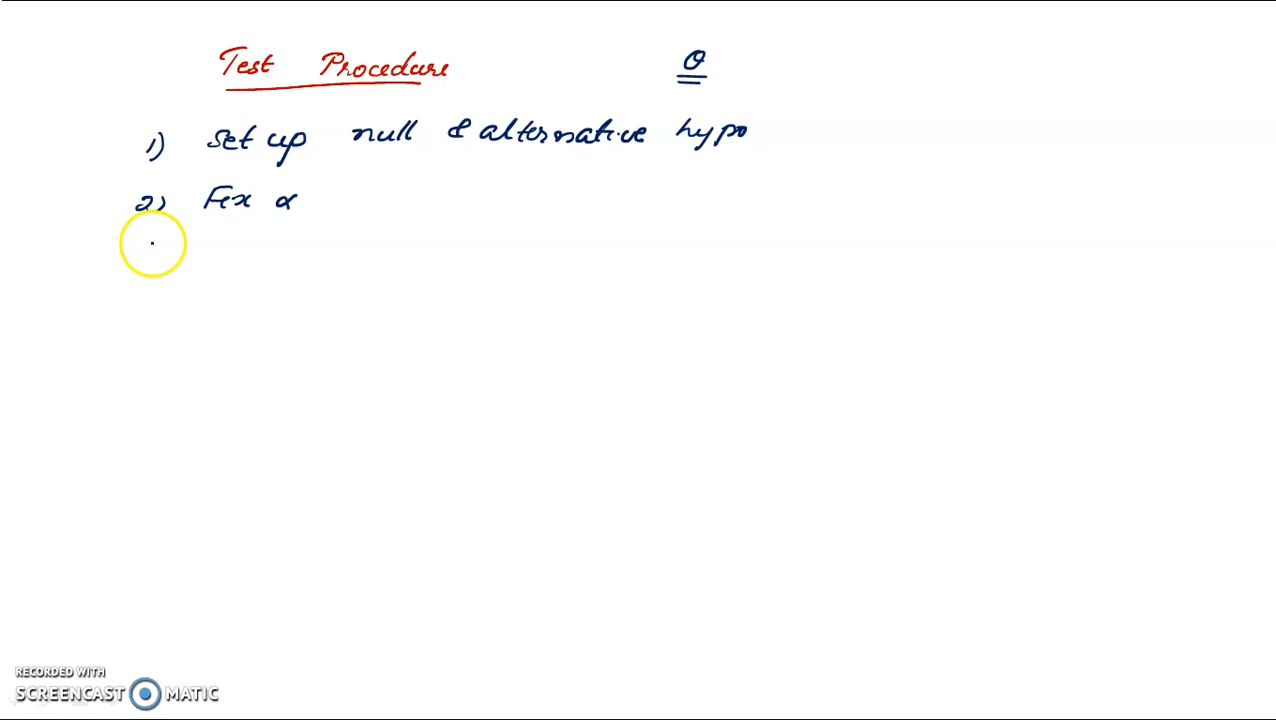 Test Procedure θ
1) Set up null & alternative hypo
2) Fix α
RECORDED WITH
SCREENCAST MATIC